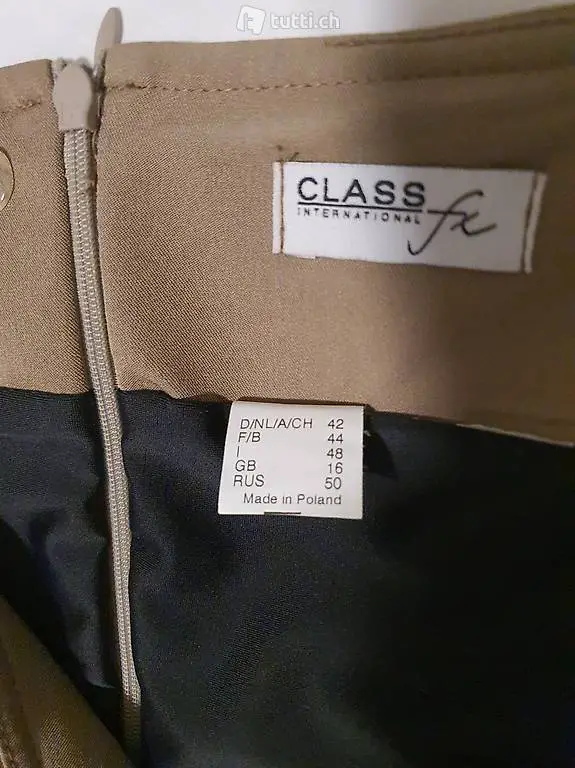 tutti.ch
CLASS
INTERNATIONAL fx
D/NL/A/CH 42
F/B 44
I 48
GB 16
RUS 50
Made in Poland